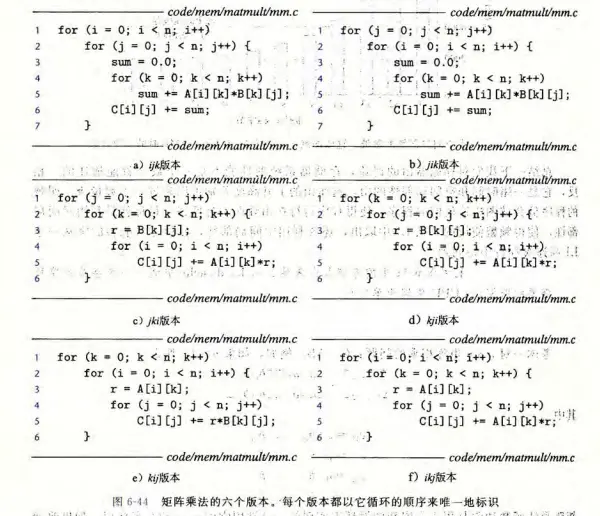 code/mem/matmult/mm.c
1 for (i = 0; i < n; i++)
2 for (j = 0; j < n; j++) {
3 sum = 0.0;
4 for (k = 0; k < n; k++)
5 sum += A[i][k]*B[k][j];
6 C[i][j] += sum;
7 }
code/mem/matmult/mm.c
a) ijk版本
code/mem/matmult/mm.c
1 for (j = 0; j < n; j++)
2 for (i = 0; i < n; i++) {
3 sum = 0.0;
4 for (k = 0; k < n; k++)
5 sum += A[i][k]*B[k][j];
6 C[i][j] += sum;
7 }
code/mem/matmult/mm.c
b) jik版本
code/mem/matmult/mm.c
1 for (j = 0; j < n; j++)
2 for (k = 0; k < n; k++) {
3 r = B[k][j];
4 for (i = 0; i < n; i++)
5 C[i][j] += A[i][k]*r;
6 }
code/mem/matmult/mm.c
c) jki版本
code/mem/matmult/mm.c
1 for (k = 0; k < n; k++)
2 for (j = 0; j < n; j++) {
3 r = B[k][j];
4 for (i = 0; i < n; i++)
5 C[i][j] += A[i][k]*r;
6 }
code/mem/matmult/mm.c
d) kji版本
code/mem/matmult/mm.c
1 for (k = 0; k < n; k++)
2 for (i = 0; i < n; i++) {
3 r = A[i][k];
4 for (j = 0; j < n; j++)
5 C[i][j] += r*B[k][j];
6 }
code/mem/matmult/mm.c
e) kij版本
code/mem/matmult/mm.c
1 for (i = 0; i < n; i++)
2 for (k = 0; k < n; k++) {
3 r = A[i][k];
4 for (j = 0; j < n; j++)
5 C[i][j] += A[i][k]*r;
6 }
code/mem/matmult/mm.c
f) ikj版本
图 6-44 矩阵乘法的六个版本。每个版本都以它循环的顺序来唯一地标识